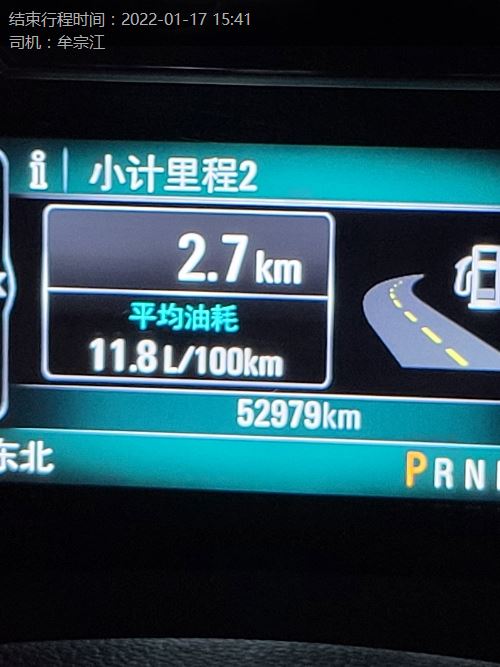 结束行程时间：2022-01-17 15:41
司机：牟宗江
i 小计里程2
2.7 km
平均油耗
11.8 L/100km
52979km
东北
P R N